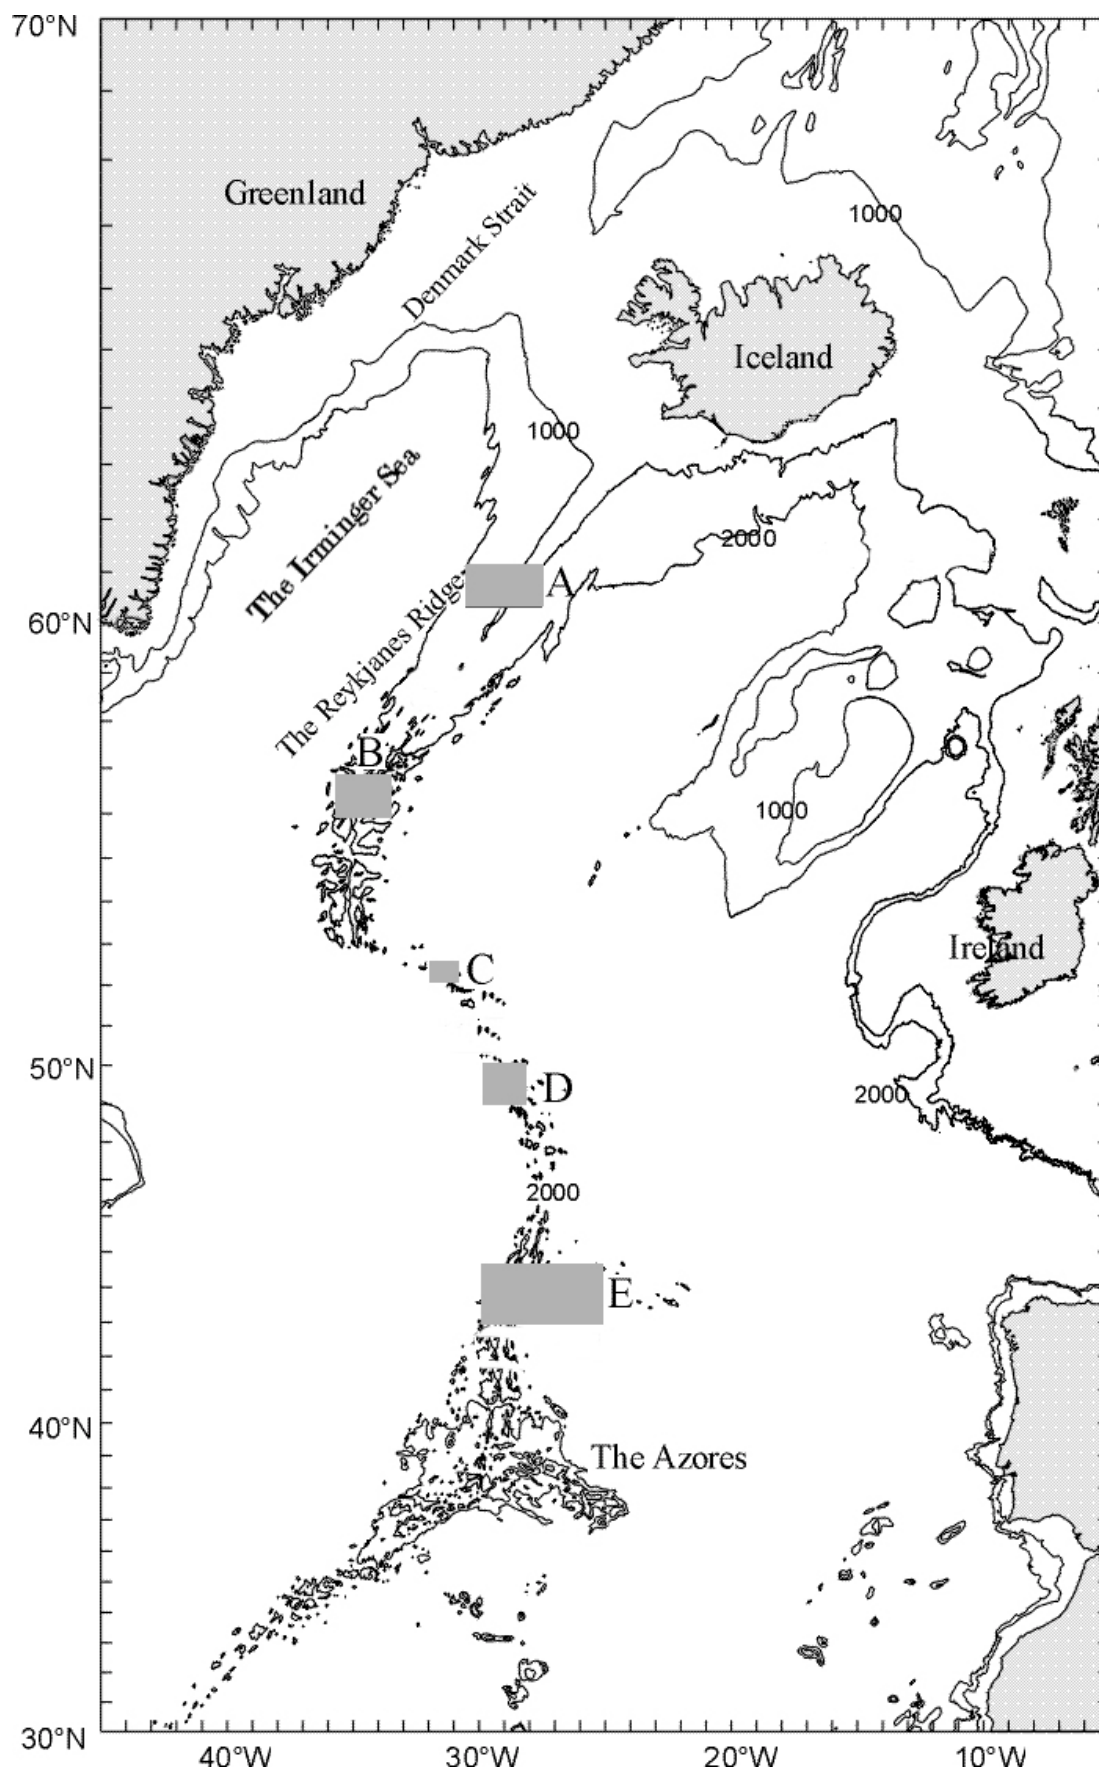 70°N
Greenland
Denmark Strait
1000
Iceland
1000
The Irminger Sea
2000
A
The Reykjanes Ridge
60°N
B
1000
Ireland
C
50°N
D
2000
2000
E
40°N
The Azores
30°N
40°W 30°W 20°W 10°W